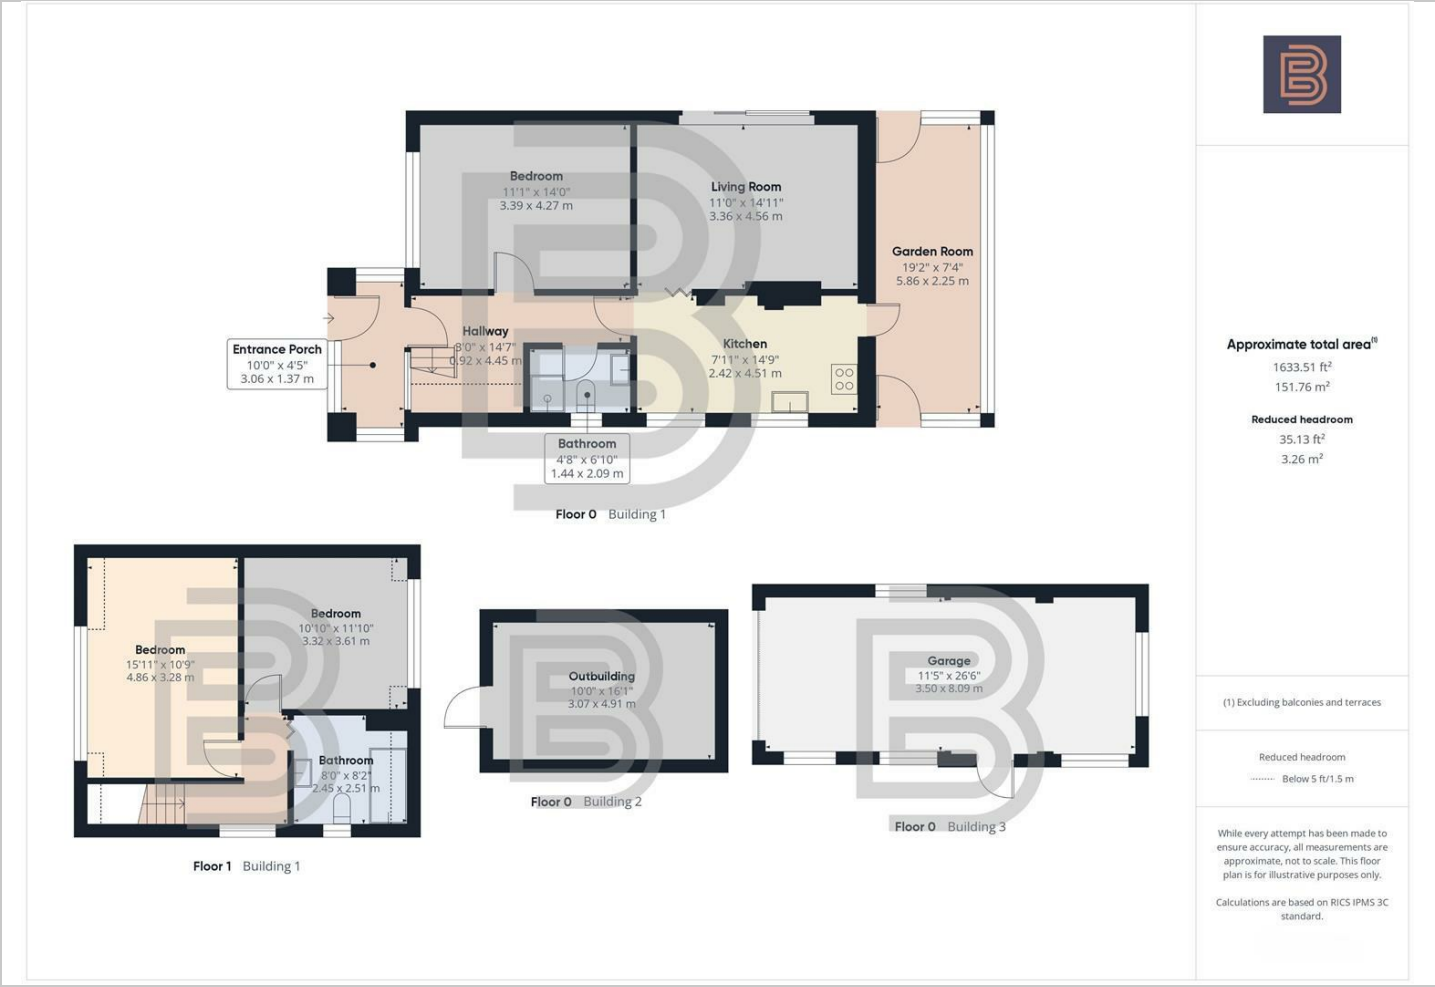 Bedroom
11'1" x 14'0"
3.39 x 4.27 m
Living Room
11'0" x 14'11"
3.36 x 4.56 m
Garden Room
19'2" x 7'4"
5.86 x 2.25 m
Hallway
3'0" x 14'7"
0.92 x 4.45 m
Entrance Porch
10'0" x 4'5"
3.06 x 1.37 m
Kitchen
7'11" x 14'9"
2.42 x 4.51 m
Bathroom
4'8" x 6'10"
1.44 x 2.09 m
Floor 0 Building 1
Bedroom
15'11" x 10'9"
4.86 x 3.28 m
Bedroom
10'10" x 11'10"
3.32 x 3.61 m
Bathroom
8'0" x 8'2"
2.45 x 2.51 m
Floor 1 Building 1
Outbuilding
10'0" x 16'1"
3.07 x 4.91 m
Floor 0 Building 2
Garage
11'5" x 26'6"
3.50 x 8.09 m
Floor 0 Building 3
B
Approximate total area(1)
1633.51 ft²
151.76 m²
Reduced headroom
35.13 ft²
3.26 m²
(1) Excluding balconies and terraces
Reduced headroom
Below 5 ft/1.5 m
While every attempt has been made to
ensure accuracy, all measurements are
approximate, not to scale. This floor
plan is for illustrative purposes only.
Calculations are based on RICS IPMS 3C
standard.